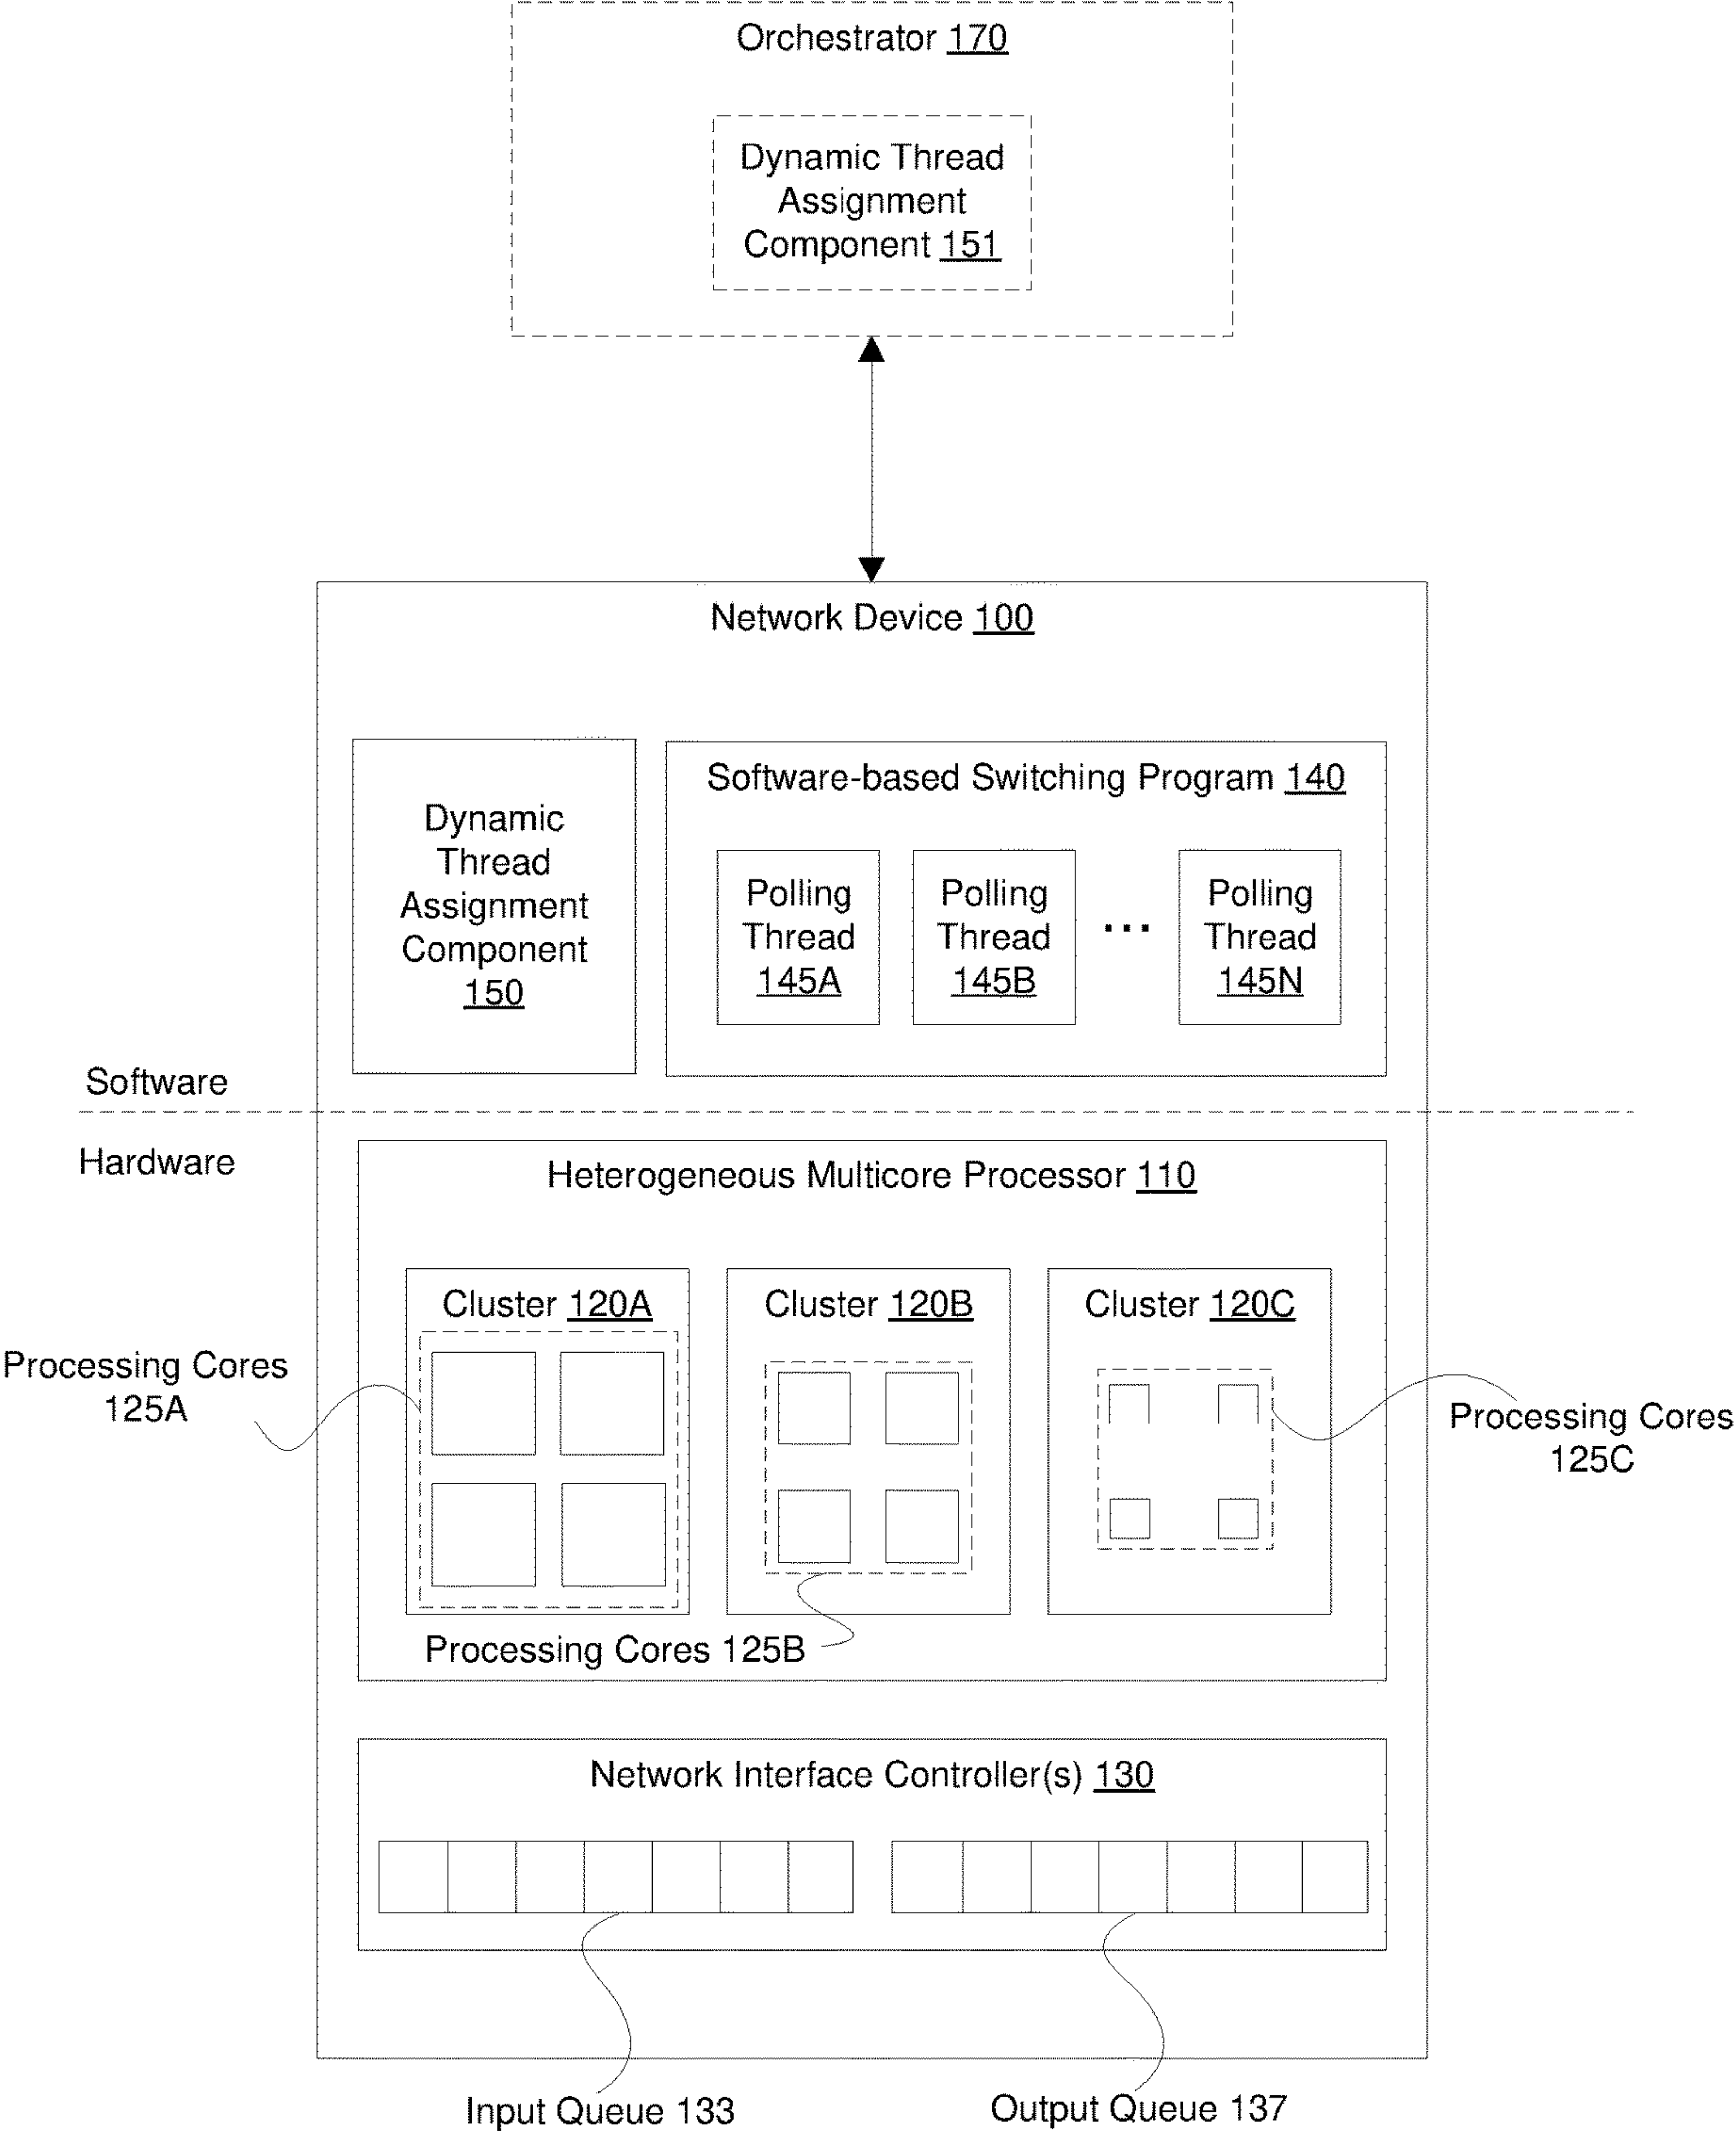 Orchestrator 170
Dynamic Thread
Assignment
Component 151
Network Device 100
Dynamic
Thread
Assignment
Component
150
Software-based Switching Program 140
Polling
Thread
145A
Polling
Thread
145B
...
Polling
Thread
145N
Software
Hardware
Heterogeneous Multicore Processor 110
Cluster 120A
Cluster 120B
Cluster 120C
Processing Cores
125A
Processing Cores
125C
Processing Cores 125B
Network Interface Controller(s) 130
Input Queue 133
Output Queue 137